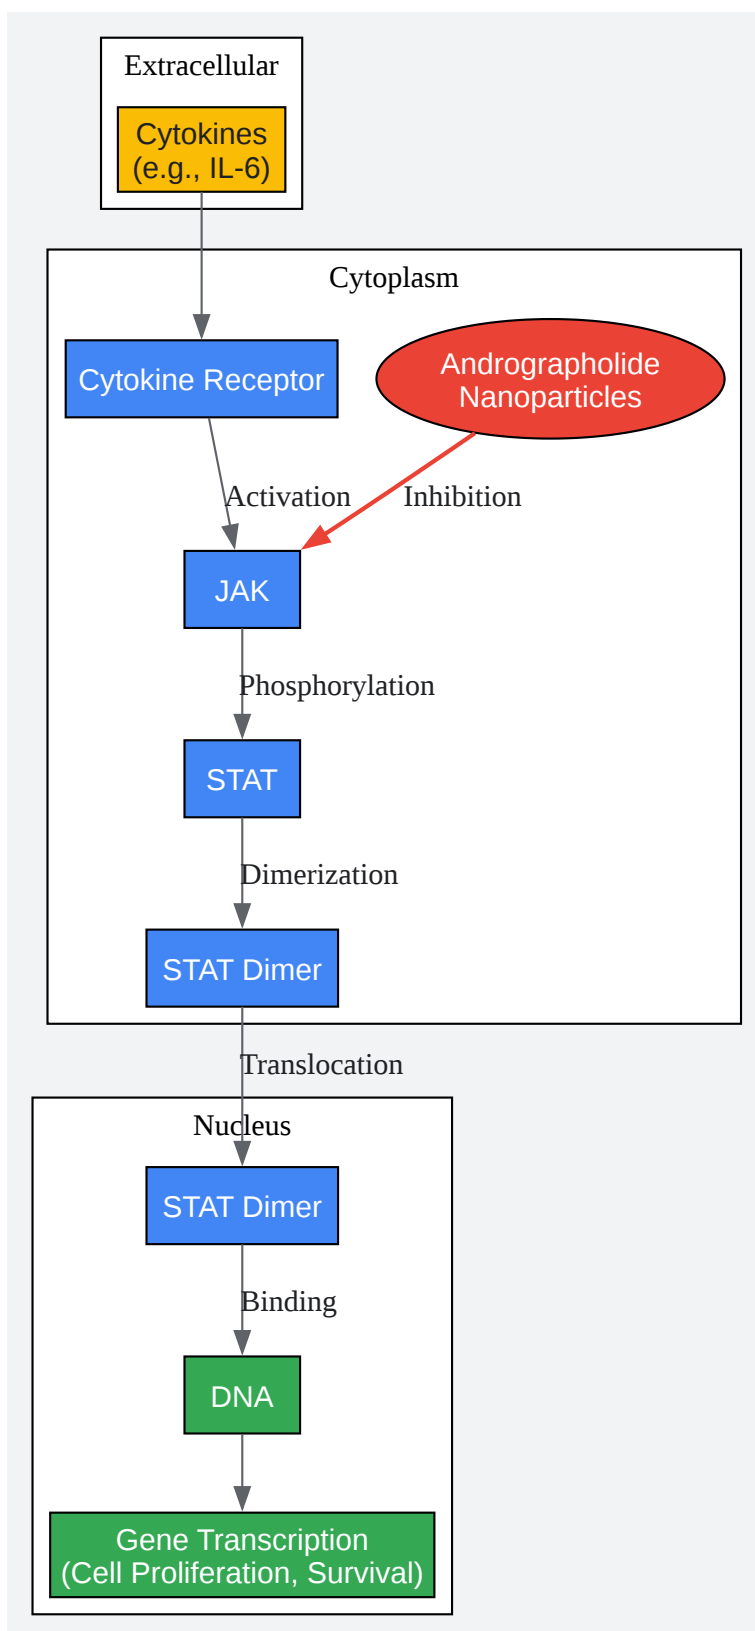 Extracellular
Cytokines
(e.g., IL-6)
Cytoplasm
Cytokine Receptor
Andrographolide
Nanoparticles
Activation
Inhibition
JAK
Phosphorylation
STAT
Dimerization
STAT Dimer
Translocation
Nucleus
STAT Dimer
Binding
DNA
Gene Transcription
(Cell Proliferation, Survival)